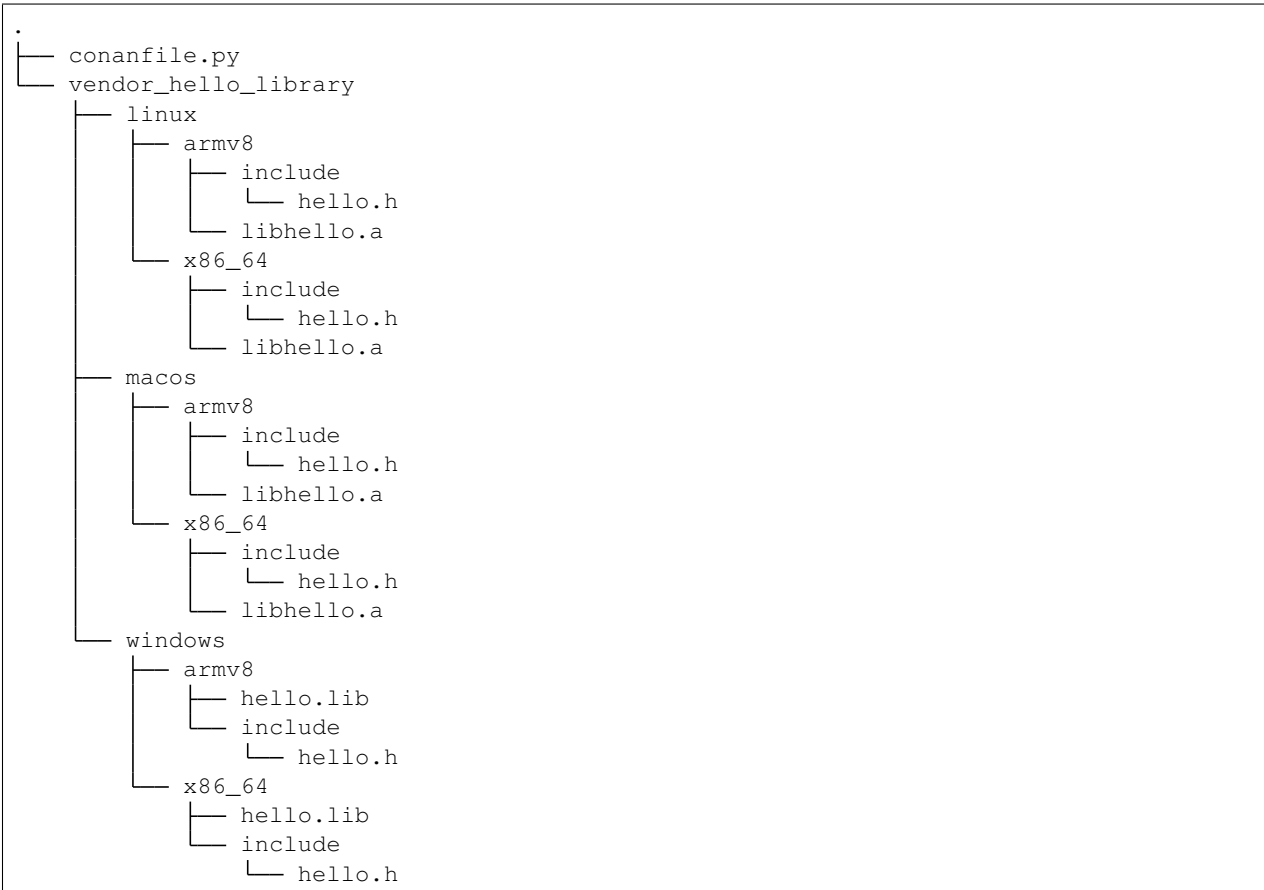 .
├── conanfile.py
└── vendor_hello_library
    ├── linux
    │   ├── armv8
    │   │   ├── include
    │   │   │   └── hello.h
    │   │   └── libhello.a
    │   └── x86_64
    │       ├── include
    │       │   └── hello.h
    │       └── libhello.a
    ├── macos
    │   ├── armv8
    │   │   ├── include
    │   │   │   └── hello.h
    │   │   └── libhello.a
    │   └── x86_64
    │       ├── include
    │       │   └── hello.h
    │       └── libhello.a
    └── windows
        ├── armv8
        │   ├── hello.lib
        │   └── include
        │       └── hello.h
        └── x86_64
            ├── hello.lib
            └── include
                └── hello.h